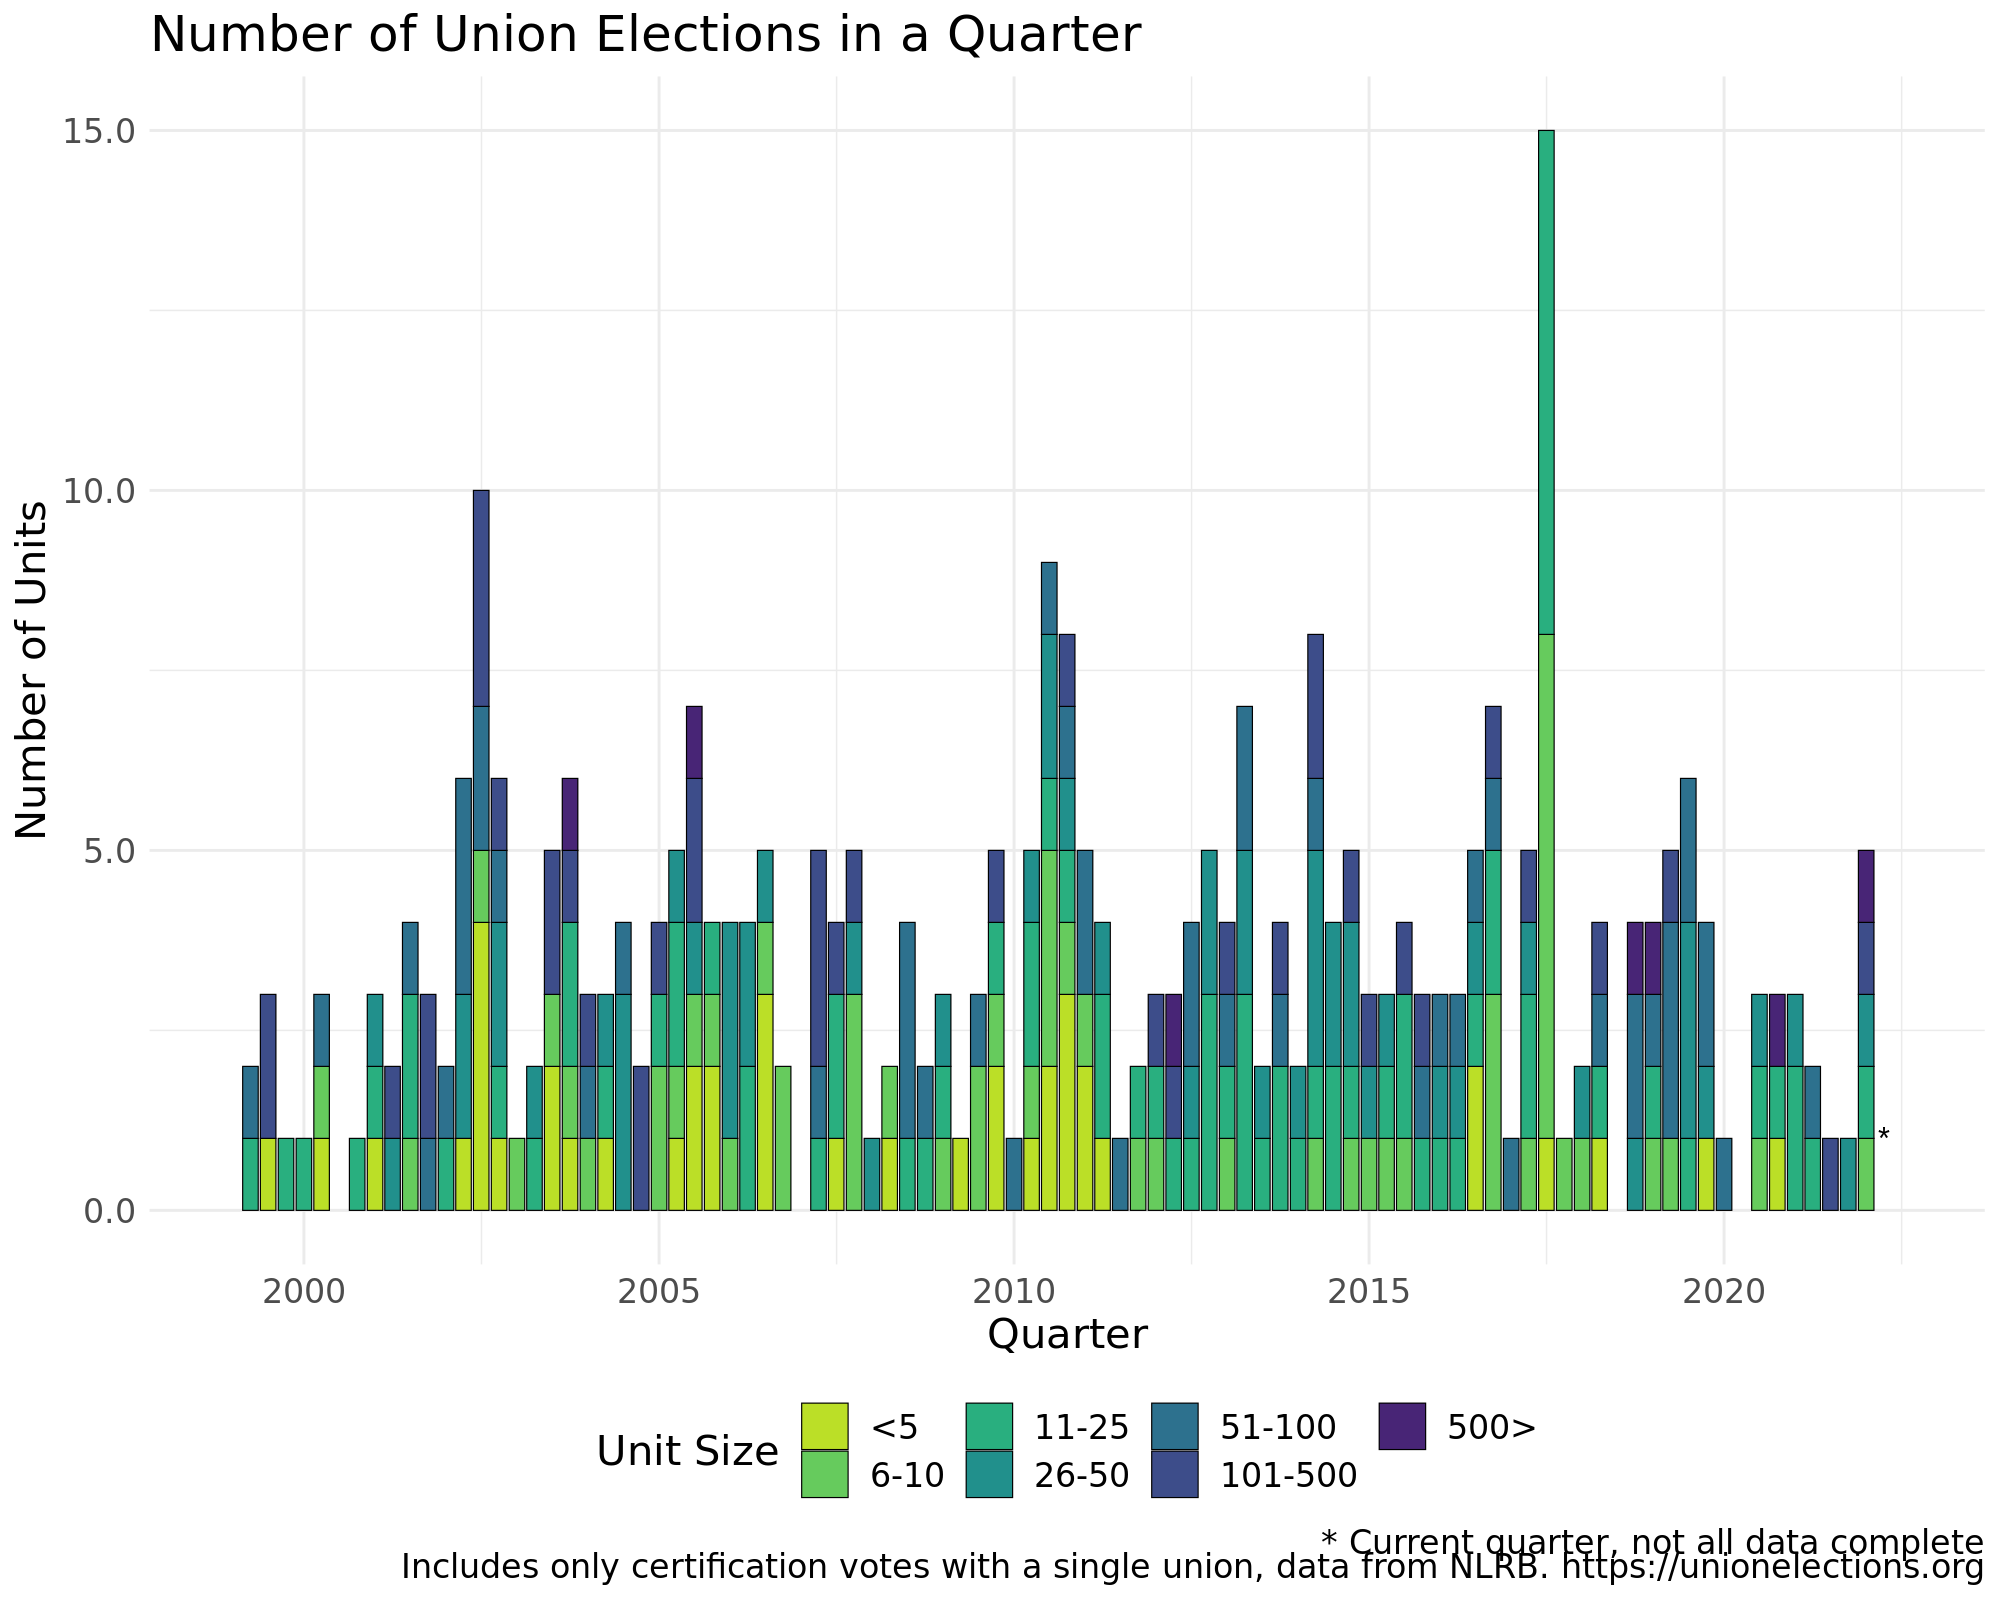 Number of Union Elections in a Quarter
15.0
10.0
5.0
0.0
Number of Units
*
2000 2005 2010 2015 2020
Quarter
Unit Size
<5 11-25 51-100 500>
6-10 26-50 101-500
* Current quarter, not all data complete
Includes only certification votes with a single union, data from NLRB. https://unionelections.org